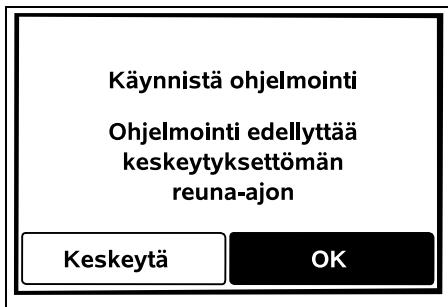 Käynnistä ohjelmointi
Ohjelmointi edellyttää
keskeytyksettömän
reuna-ajon
Keskeytä OK